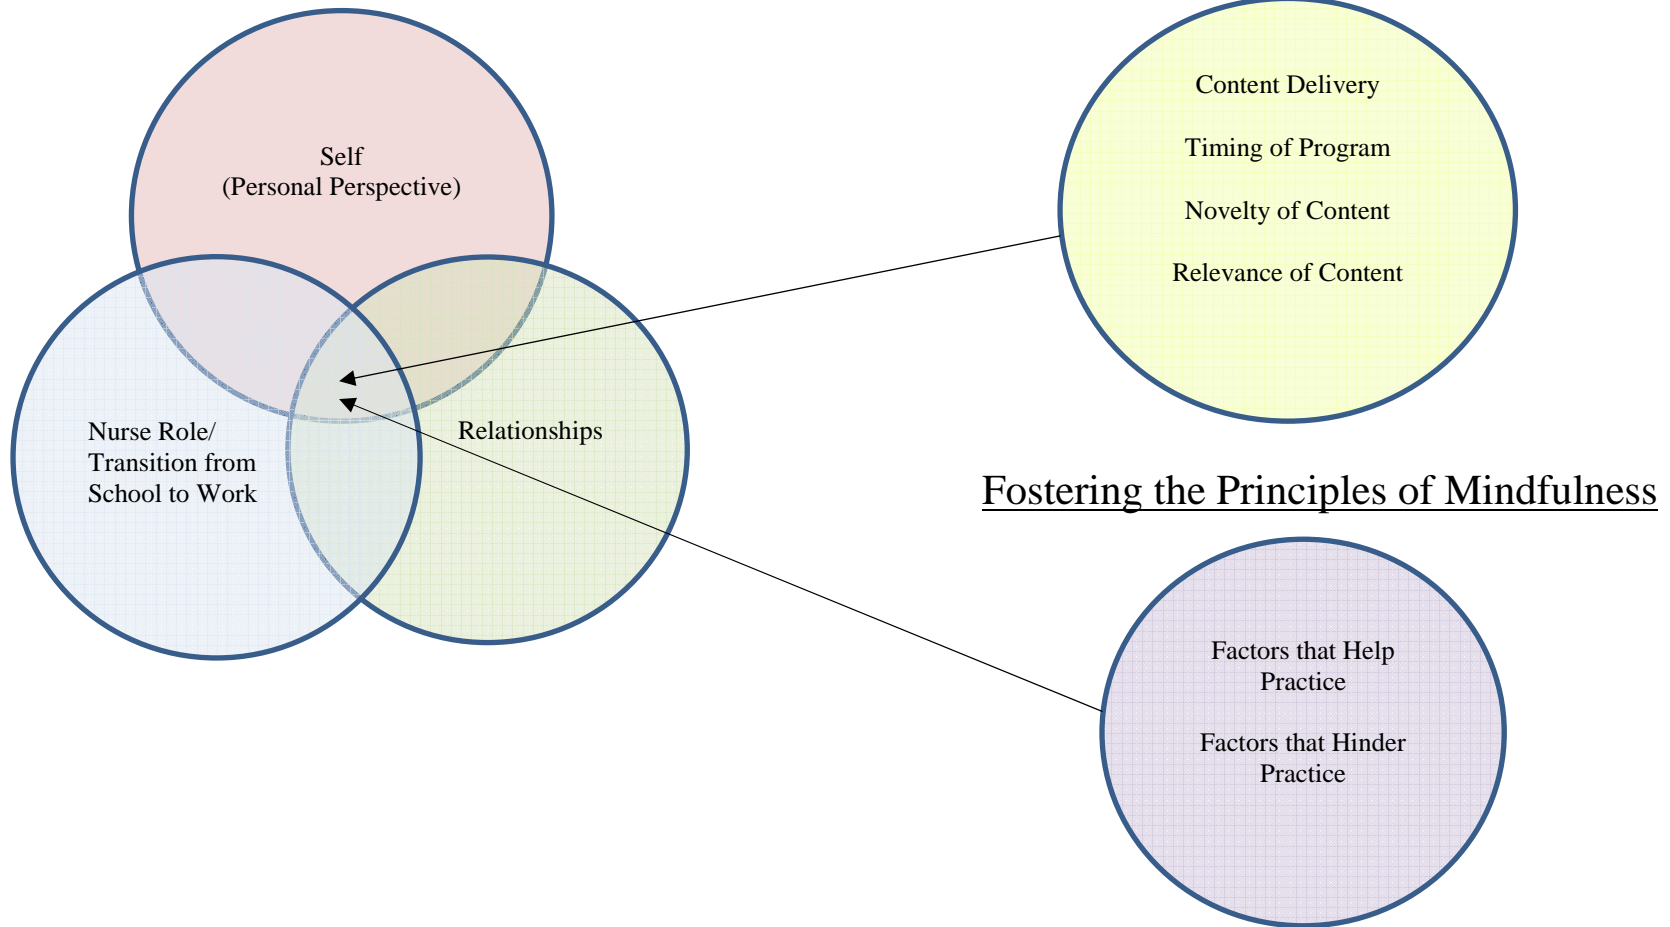 Self
(Personal Perspective)
Nurse Role/
Transition from
School to Work
Relationships
Content Delivery
Timing of Program
Novelty of Content
Relevance of Content
Fostering the Principles of Mindfulness
Factors that Help
Practice
Factors that Hinder
Practice